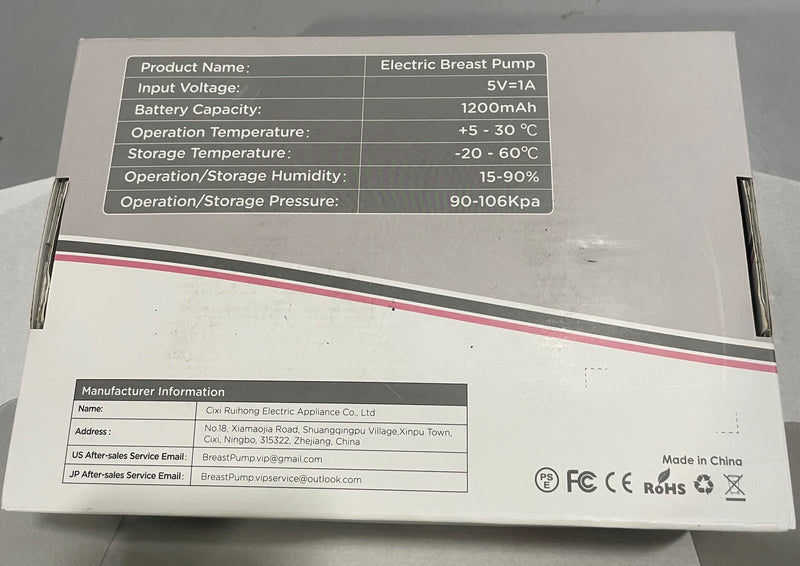 Product Name: Electric Breast Pump
Input Voltage: 5V=1A
Battery Capacity: 1200mAh
Operation Temperature: +5 - 30 ℃
Storage Temperature: -20 - 60℃
Operation/Storage Humidity: 15-90%
Operation/Storage Pressure: 90-106Kpa
Manufacturer Information
Name: Cixi Ruihong Electric Appliance Co., Ltd
Address : No.18, Xiamaojia Road, Shuangqingpu Village,Xinpu Town,
Cixi, Ningbo, 315322, Zhejiang, China
US After-sales Service Email: BreastPump.vip@gmail.com
JP After-sales Service Email: BreastPump.vipservice@outlook.com
Made in China
PS
E
FC CE RoHS